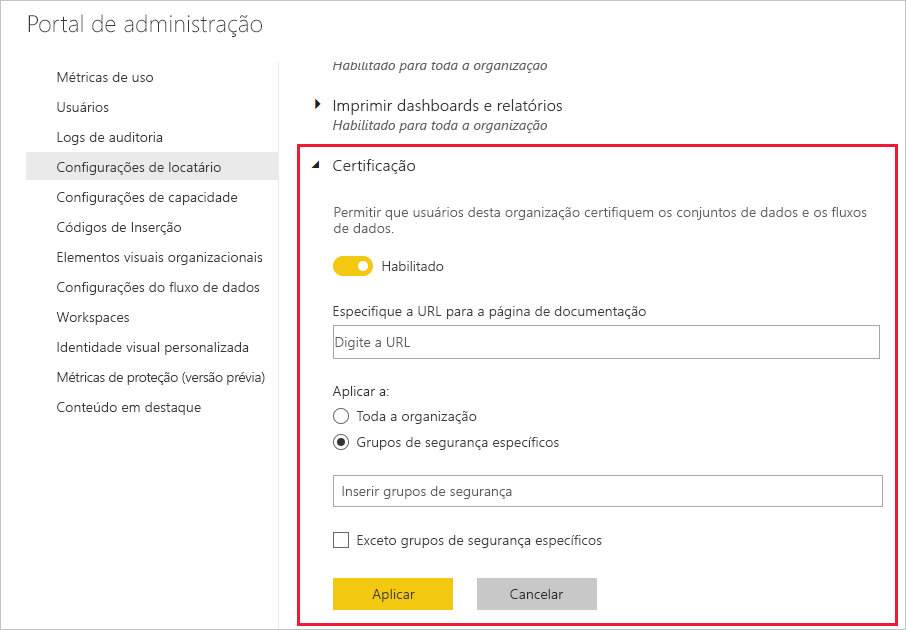 Portal de administração
Métricas de uso
Usuários
Logs de auditoria
Configurações de locatário
Configurações de capacidade
Códigos de Inserção
Elementos visuais organizacionais
Configurações do fluxo de dados
Workspaces
Identidade visual personalizada
Métricas de proteção (versão prévia)
Conteúdo em destaque
Habilitado para toda a organização
Imprimir dashboards e relatórios
Habilitado para toda a organização
Certificação
Permitir que usuários desta organização certifiquem os conjuntos de dados e os fluxos
de dados.
Habilitado
Especifique a URL para a página de documentação
Digite a URL
Aplicar a:
Toda a organização
Grupos de segurança específicos
Inserir grupos de segurança
Exceto grupos de segurança específicos
Aplicar
Cancelar